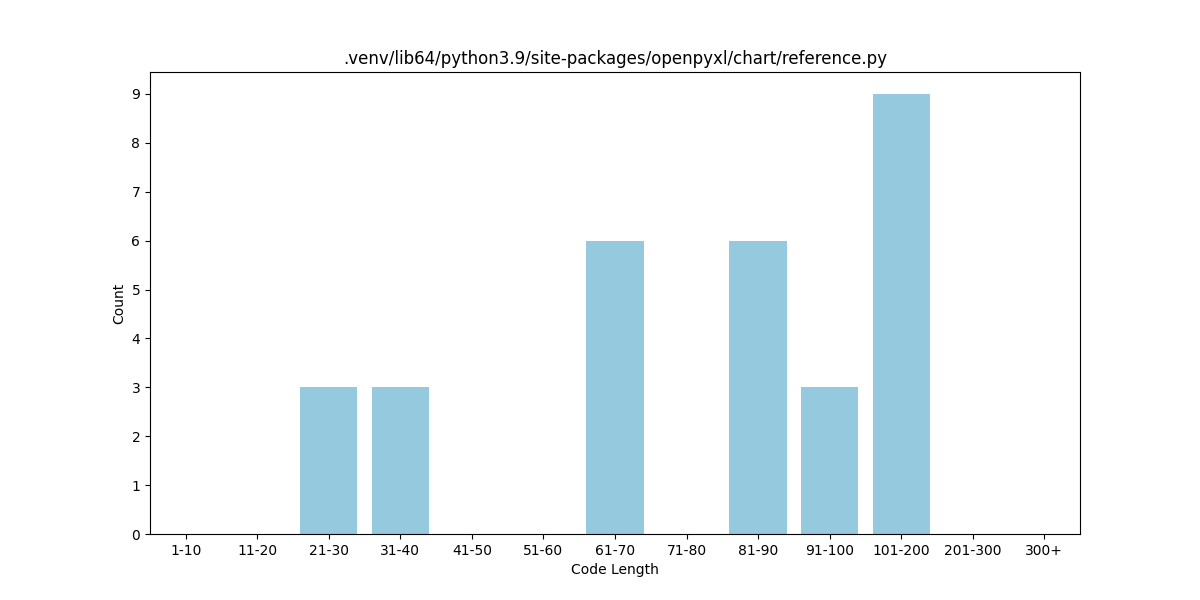 .venv/lib64/python3.9/site-packages/openpyxl/chart/reference.py
9
8
7
6
5
4
3
2
1
0
Count
1-10 11-20 21-30 31-40 41-50 51-60 61-70 71-80 81-90 91-100 101-200 201-300 300+
Code Length